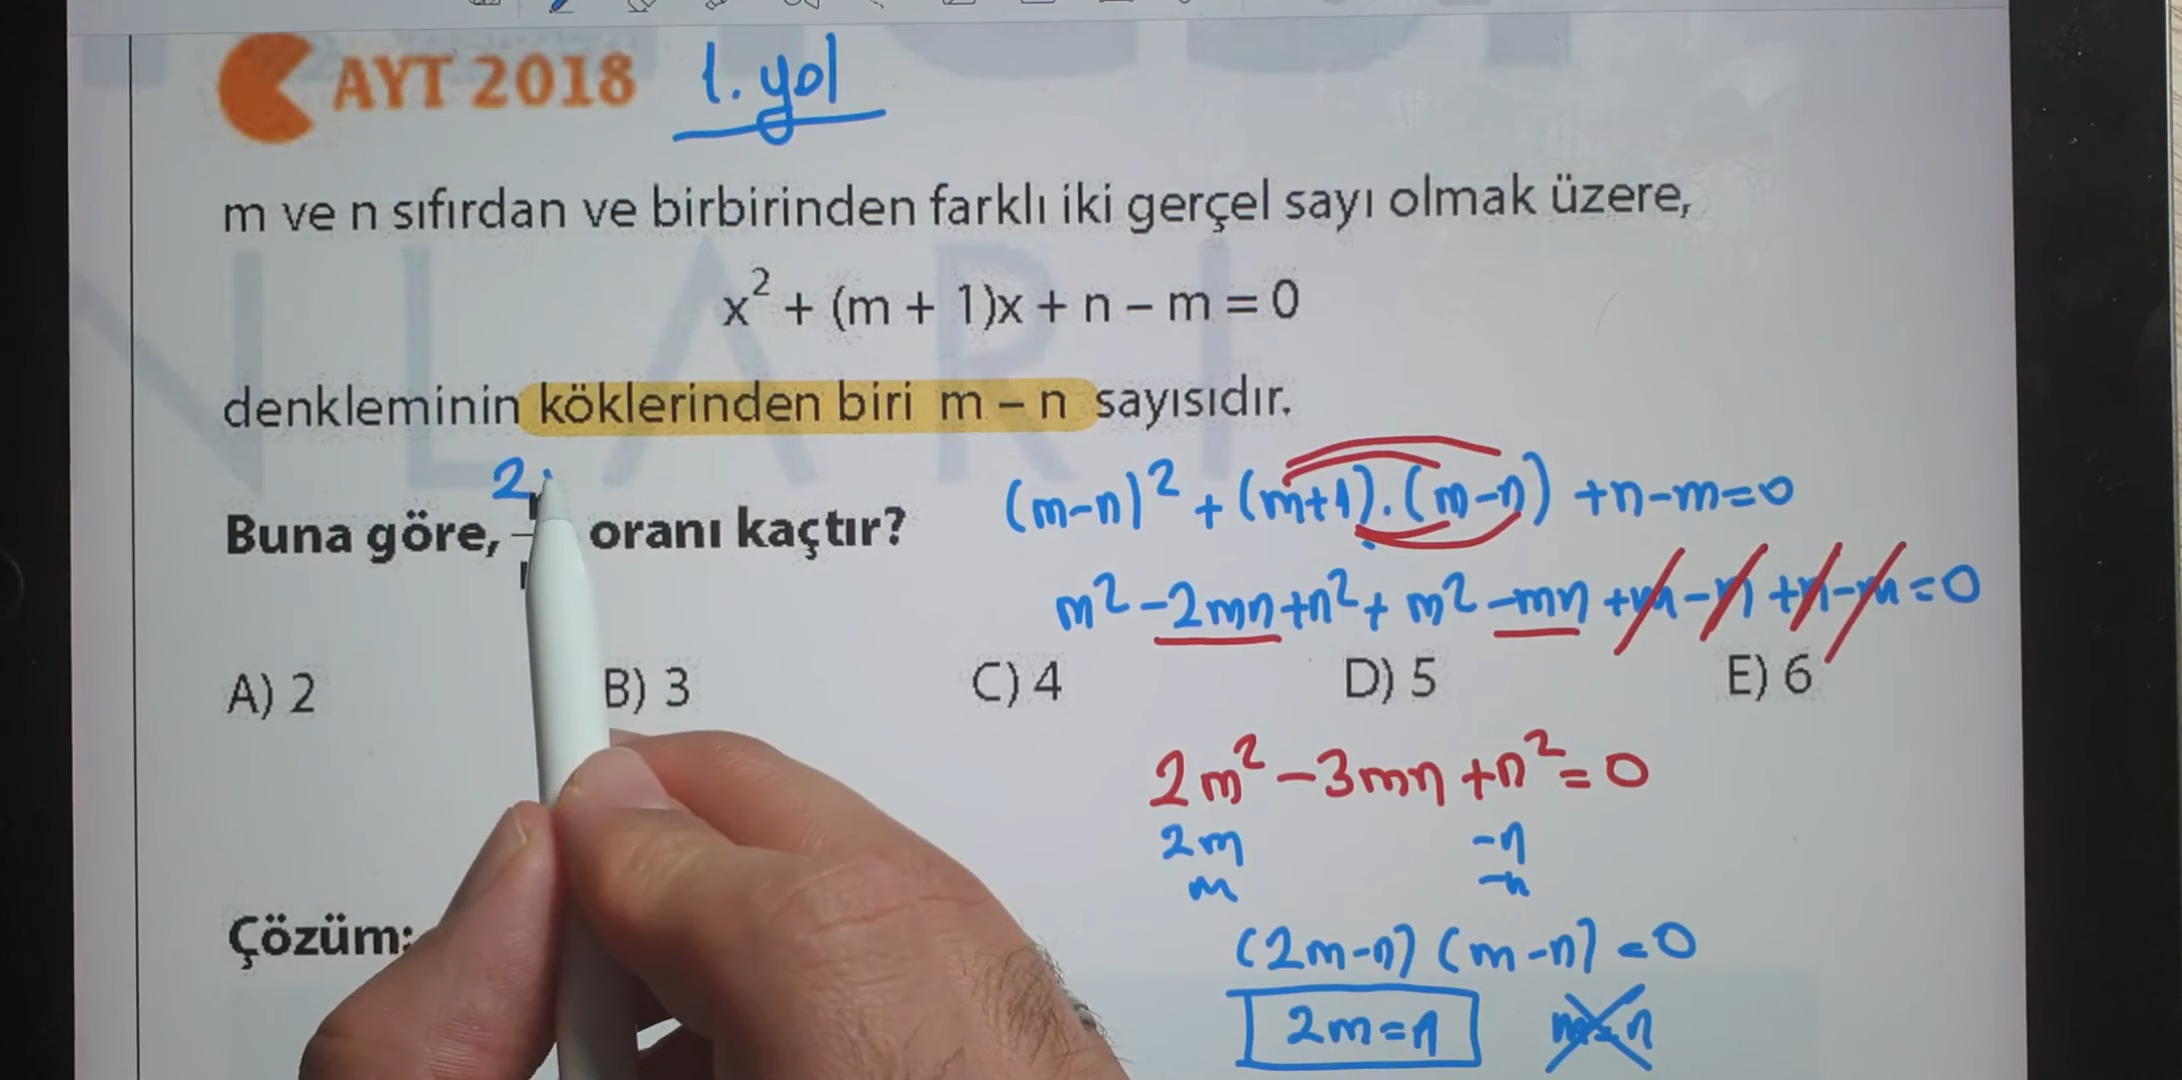 AYT 2018 1. yol
m ve n sıfırdan ve birbirinden farklı iki gerçel sayı olmak üzere,
x² + (m + 1)x + n – m = 0
denkleminin köklerinden biri m – n sayısıdır.
2
Buna göre, oranı kaçtır?
(m-n)² + (m+1).(m-n) +n-m=0
m²-2mn+n²+ m²-mn +m-n+n-m=0
A) 2 B) 3 C) 4 D) 5 E) 6
2m²-3mn+n²=0
2m -n
m -n
(2m-n) (m-n) =0
2m=n m=n
Çözüm: